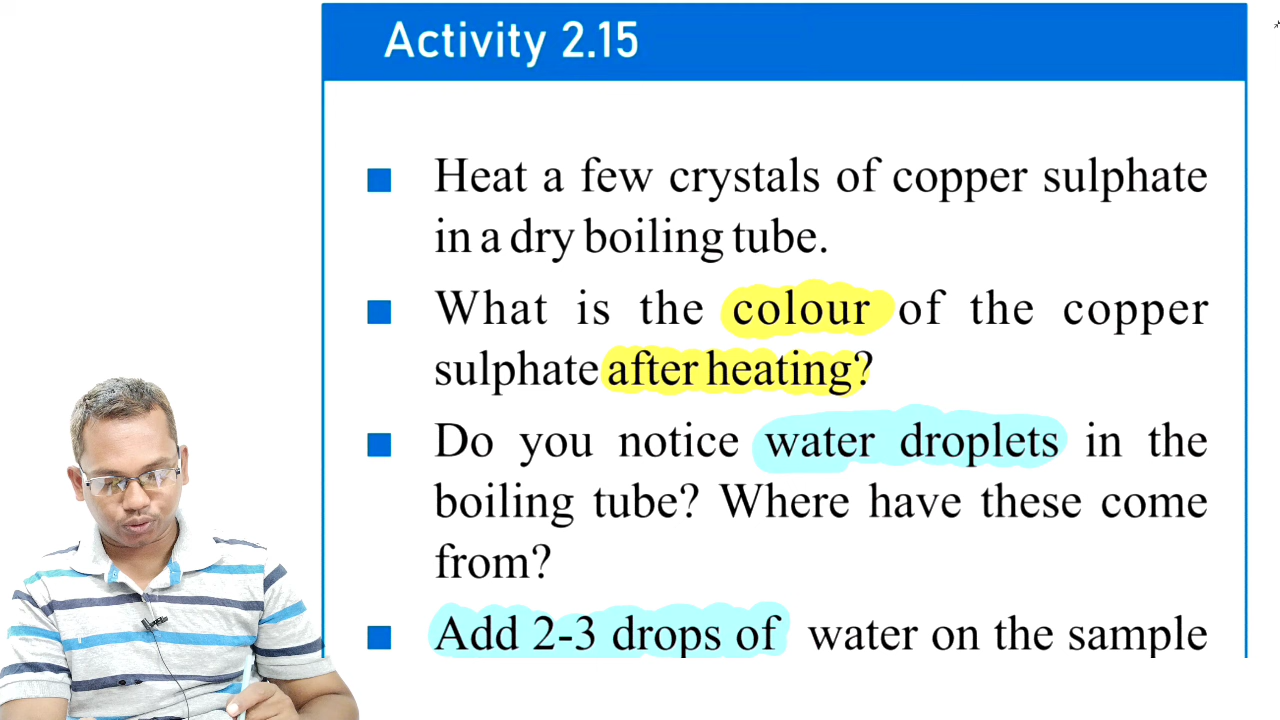 Activity 2.15
Heat a few crystals of copper sulphate
in a dry boiling tube.
What is the colour of the copper
sulphate after heating?
Do you notice water droplets in the
boiling tube? Where have these come
from?
Add 2-3 drops of water on the sample